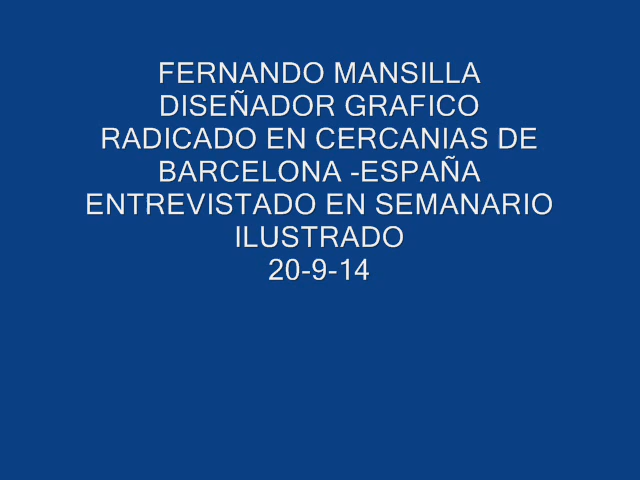 FERNANDO MANSILLA
DISEÑADOR GRAFICO
RADICADO EN CERCANIAS DE
BARCELONA -ESPAÑA
ENTREVISTADO EN SEMANARIO
ILUSTRADO
20-9-14